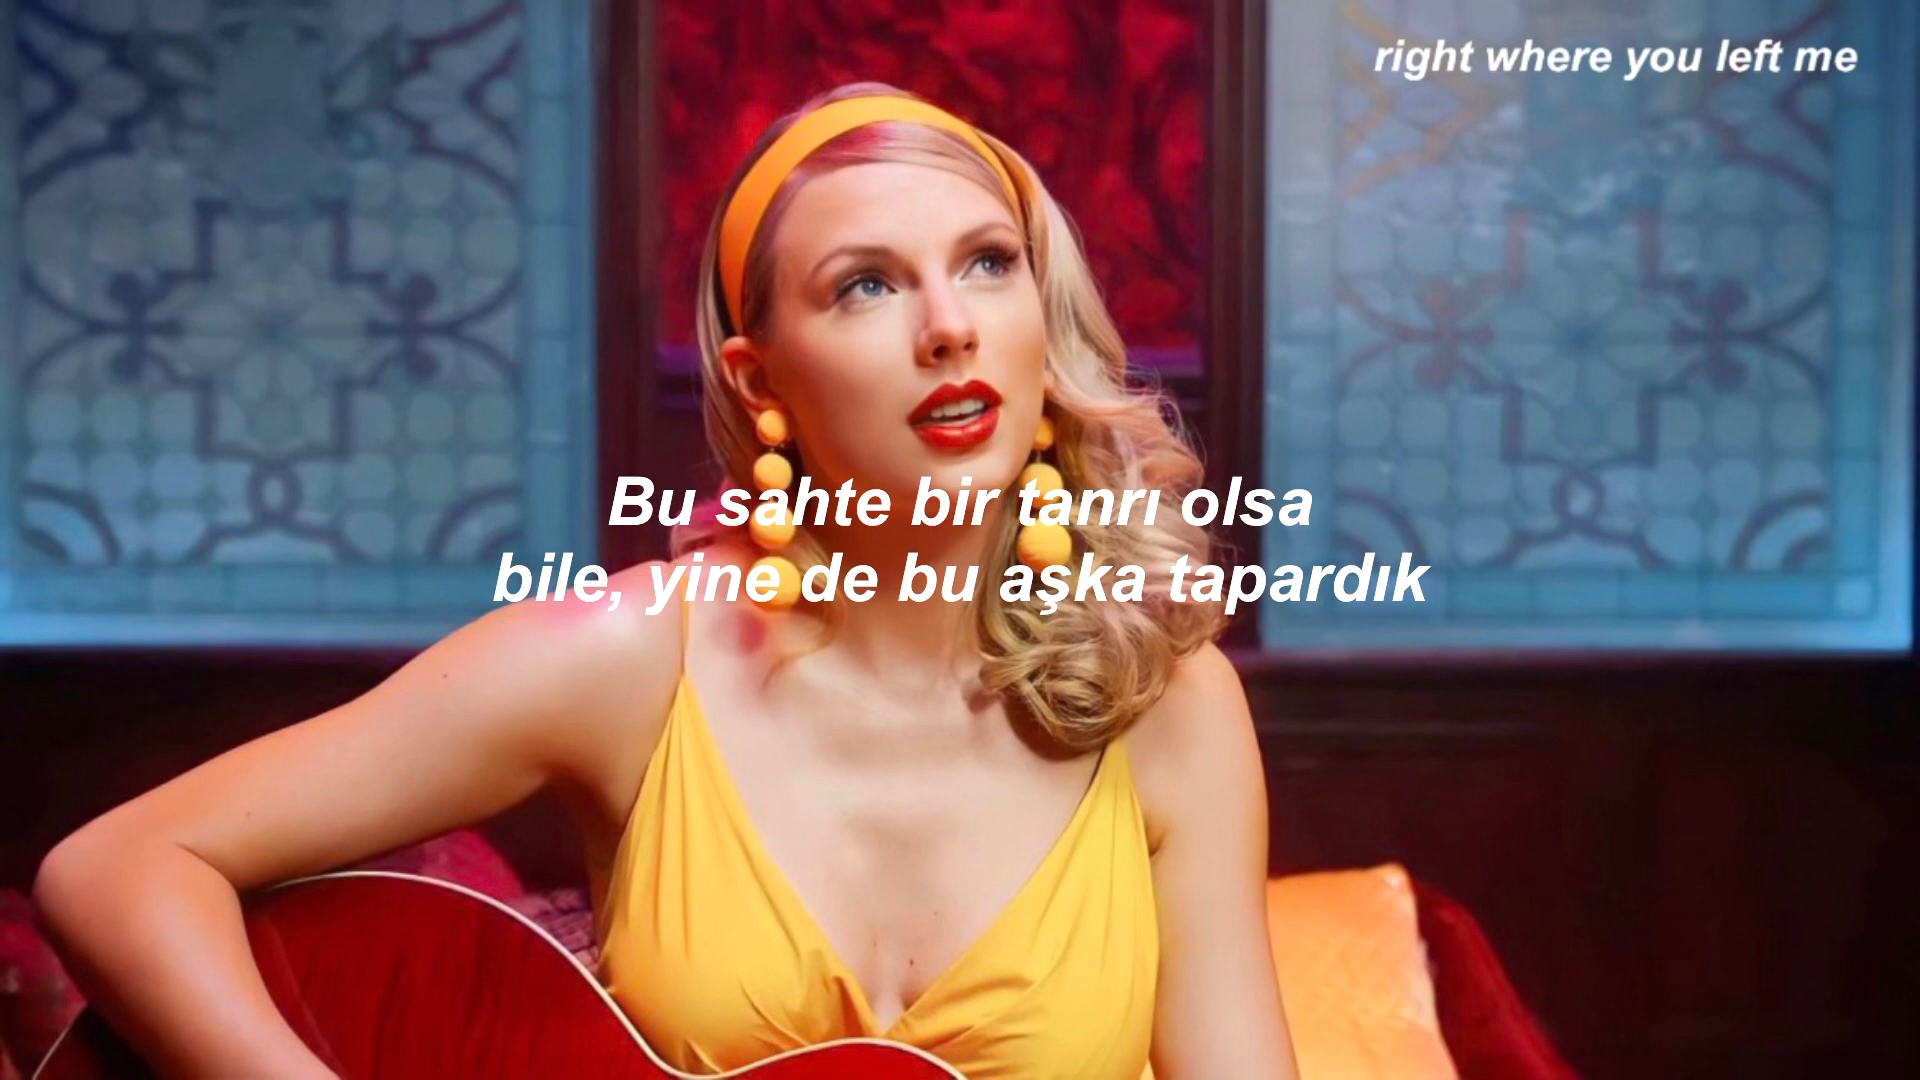 right where you left me
Bu sahte bir tanrı olsa
bile, yine de bu aşka tapardık